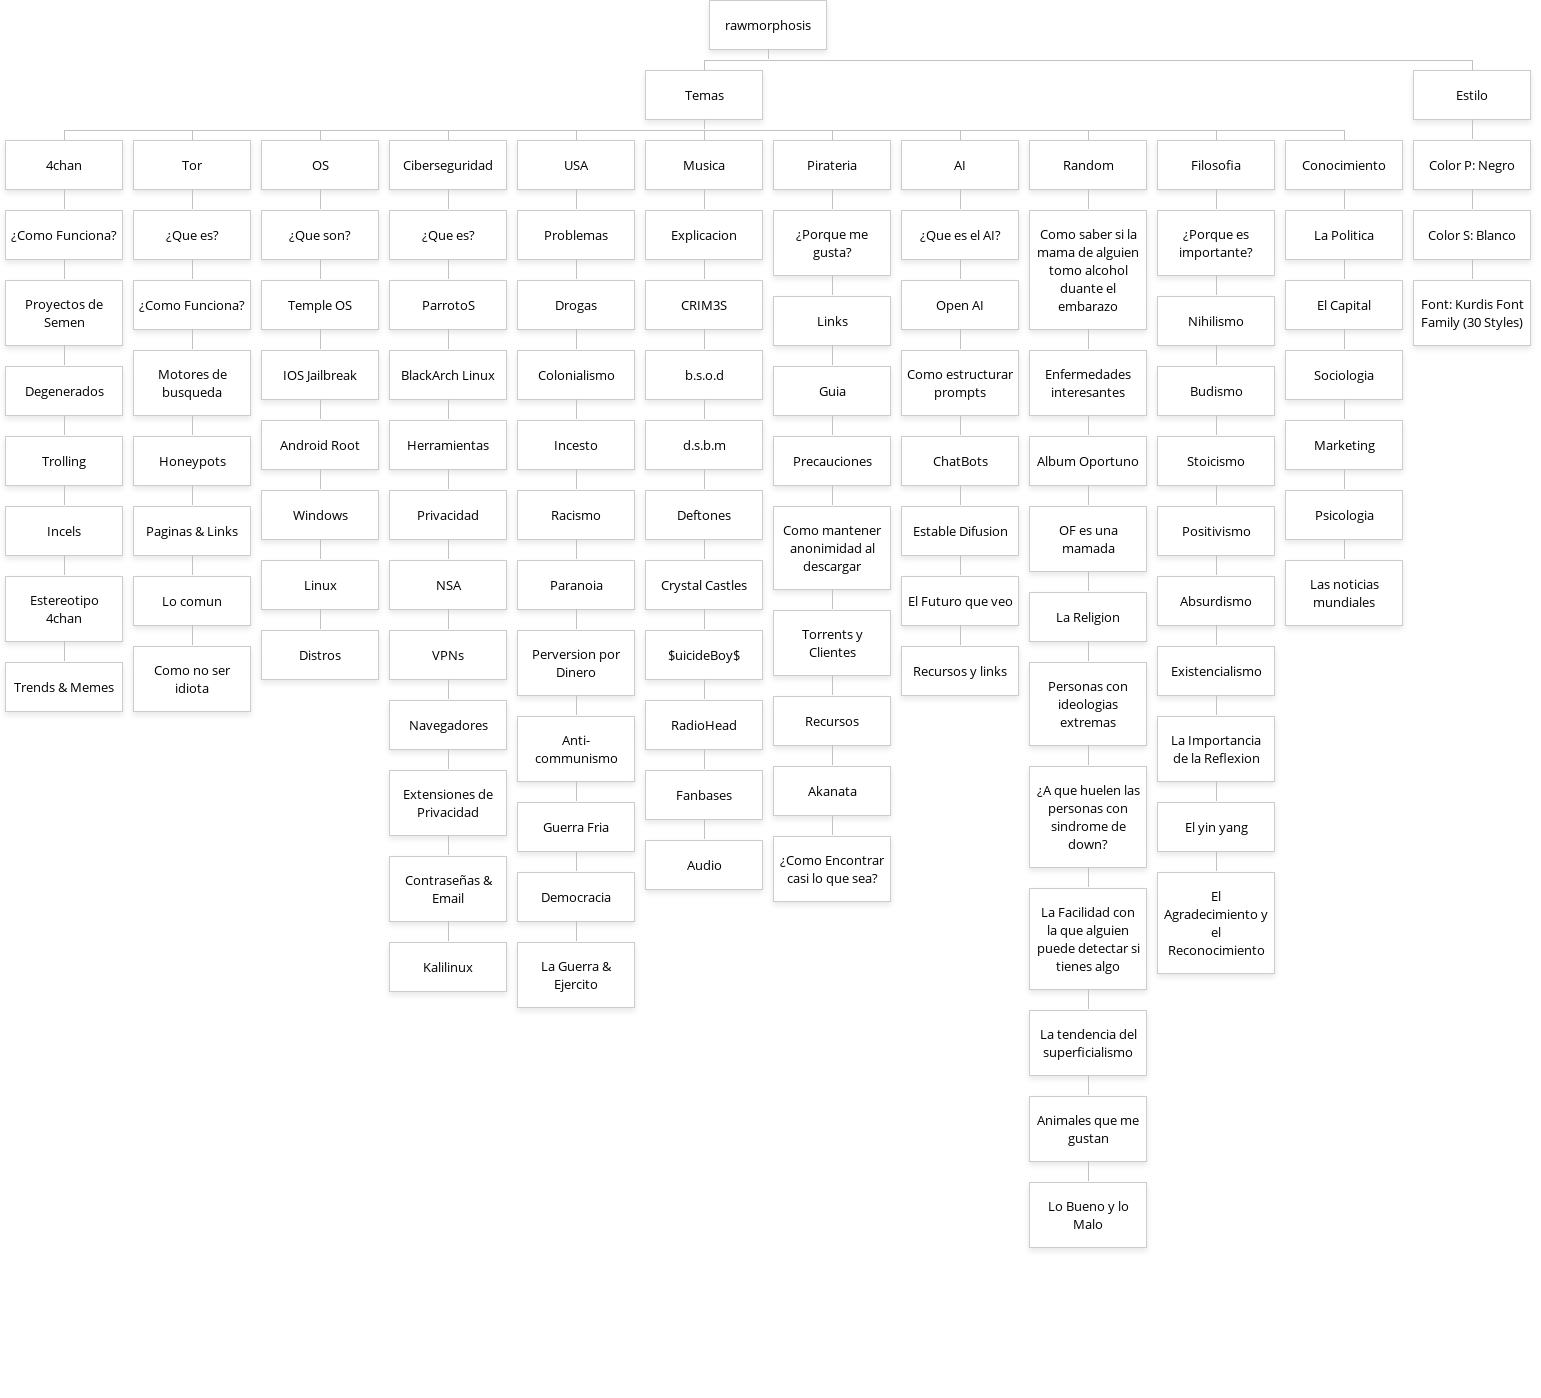 rawmorphosis
Temas
Estilo
4chan
¿Como Funciona?
Proyectos de
Semen
Degenerados
Trolling
Incels
Estereotipo
4chan
Trends & Memes
Tor
¿Que es?
¿Como Funciona?
Motores de
busqueda
Honeypots
Paginas & Links
Lo comun
Como no ser
idiota
OS
¿Que son?
Temple OS
IOS Jailbreak
Android Root
Windows
Linux
Distros
Ciberseguridad
¿Que es?
ParrotoS
BlackArch Linux
Herramientas
Privacidad
NSA
VPNs
Navegadores
Extensiones de
Privacidad
Contraseñas &
Email
Kalilinux
USA
Problemas
Drogas
Colonialismo
Incesto
Racismo
Paranoia
Perversion por
Dinero
Anti-
communismo
Guerra Fria
Democracia
La Guerra &
Ejercito
Musica
Explicacion
CRIM3S
b.s.o.d
d.s.b.m
Deftones
Crystal Castles
$uicideBoy$
RadioHead
Fanbases
Audio
Pirateria
¿Porque me
gusta?
Links
Guia
Precauciones
Como mantener
anonimidad al
descargar
Torrents y
Clientes
Recursos
Akanata
¿Como Encontrar
casi lo que sea?
AI
¿Que es el AI?
Open AI
Como estructurar
prompts
ChatBots
Estable Difusion
El Futuro que veo
Recursos y links
Random
Como saber si la
mama de alguien
tomo alcohol
duante el
embarazo
Enfermedades
interesantes
Album Oportuno
OF es una
mamada
La Religion
Personas con
ideologias
extremas
¿A que huelen las
personas con
sindrome de
down?
La Facilidad con
la que alguien
puede detectar si
tienes algo
La tendencia del
superficialismo
Animales que me
gustan
Lo Bueno y lo
Malo
Filosofia
¿Porque es
importante?
Nihilismo
Budismo
Stoicismo
Positivismo
Absurdismo
Existencialismo
La Importancia
de la Reflexion
El yin yang
El
Agradecimiento y
el
Reconocimiento
Conocimiento
La Politica
El Capital
Sociologia
Marketing
Psicologia
Las noticias
mundiales
Color P: Negro
Color S: Blanco
Font: Kurdis Font
Family (30 Styles)